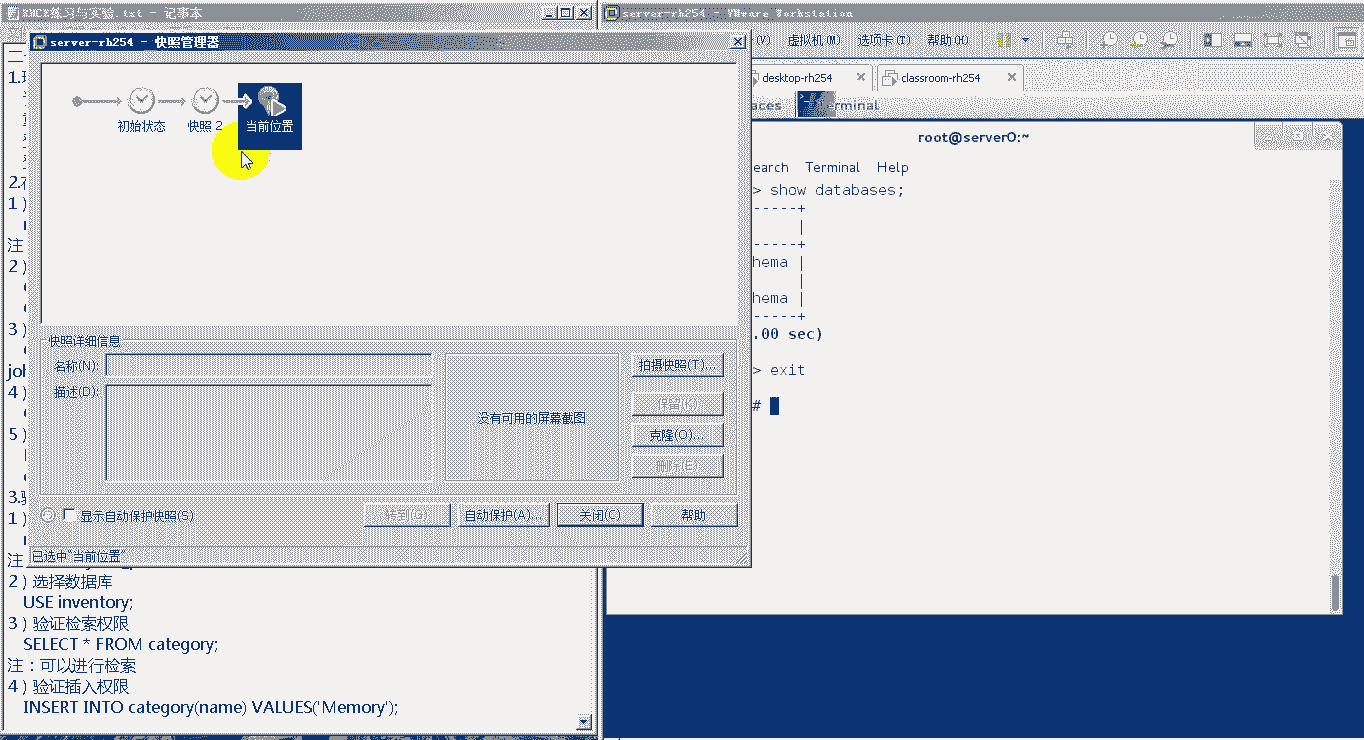 练习与实验.txt - 记事本
server-rh254 - VMware Workstation
server-rh254 - 快照管理器
(V) 虚拟机(M) 选项卡(T) 帮助(H)
desktop-rh254
classroom-rh254
aces Terminal
初始状态
快照 2
当前位置
root@server0:~
earch Terminal Help
> show databases;
-----+
|
-----+
hema |
|
hema |
-----+
.00 sec)
> exit
#
快照详细信息
名称(N):
描述(D):
没有可用的屏幕截图
拍摄快照(T)...
保留(K)
克隆(O)...
删除(E)
显示自动保护快照(S)
转到(G)
自动保护(A)...
关闭(C)
帮助
已选中"当前位置"
1.
2.
1)
注
2)
3)
joh
4)
5)
3.
1)
注
2) 选择数据库
USE inventory;
3) 验证检索权限
SELECT * FROM category;
注：可以进行检索
4) 验证插入权限
INSERT INTO category(name) VALUES('Memory');